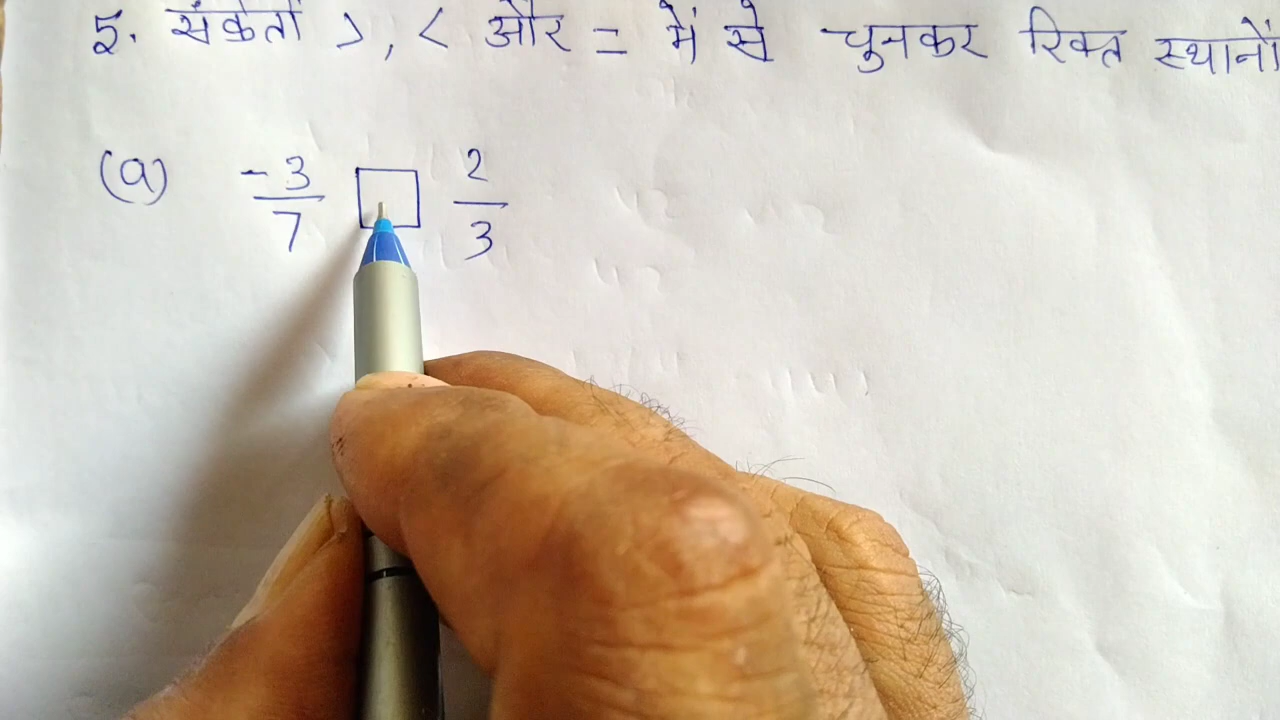 5. संकेतों >, < और = में से चुनकर रिक्त स्थानों
(a) -3/7 □ 2/3